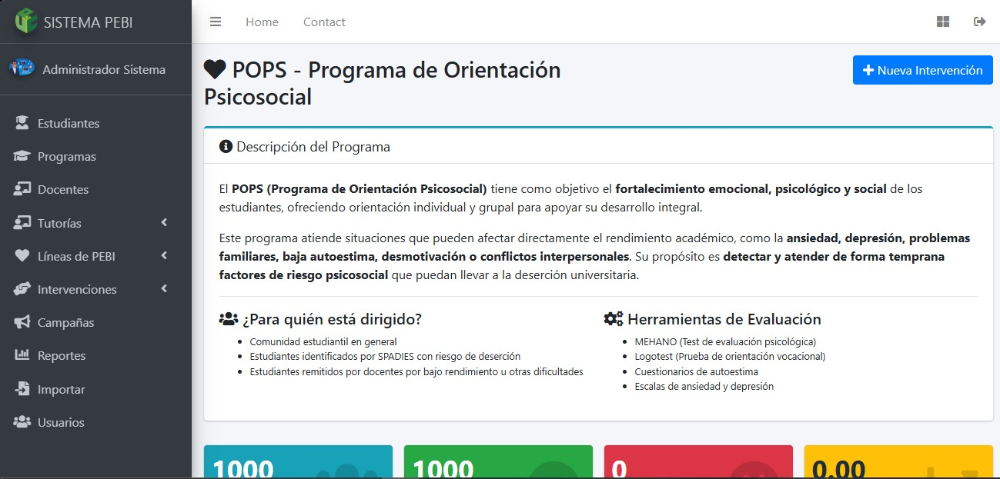 SISTEMA PEBI
Home
Contact
Administrador Sistema
Estudiantes
Programas
Docentes
Tutorías
Líneas de PEBI
Intervenciones
Campañas
Reportes
Importar
Usuarios
POPS - Programa de Orientación
Psicosocial
Nueva Intervención
Descripción del Programa
El POPS (Programa de Orientación Psicosocial) tiene como objetivo el fortalecimiento emocional, psicológico y social de los
estudiantes, ofreciendo orientación individual y grupal para apoyar su desarrollo integral.
Este programa atiende situaciones que pueden afectar directamente el rendimiento académico, como la ansiedad, depresión, problemas
familiares, baja autoestima, desmotivación o conflictos interpersonales. Su propósito es detectar y atender de forma temprana
factores de riesgo psicosocial que puedan llevar a la deserción universitaria.
¿Para quién está dirigido?
Comunidad estudiantil en general
Estudiantes identificados por SPADIES con riesgo de deserción
Estudiantes remitidos por docentes por bajo rendimiento u otras dificultades
Herramientas de Evaluación
MEHANO (Test de evaluación psicológica)
Logotest (Prueba de orientación vocacional)
Cuestionarios de autoestima
Escalas de ansiedad y depresión
1000
1000
0
0.00